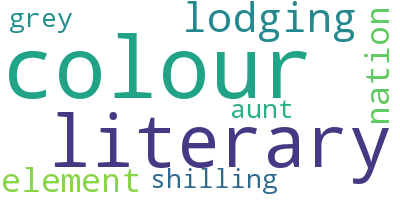 grey
lodging
colour
nation
aunt
literary
element
shilling